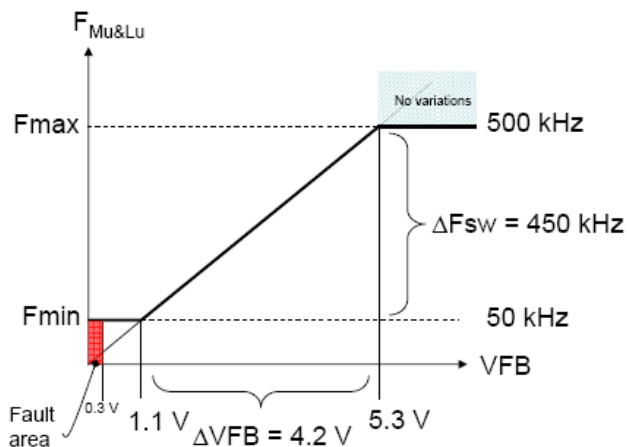 F Mu&Lu
No variations
Fmax
500 kHz
ΔFsw = 450 kHz
Fmin
50 kHz
VFB
0.3 V
1.1 V
5.3 V
Fault
area
ΔVFB = 4.2 V